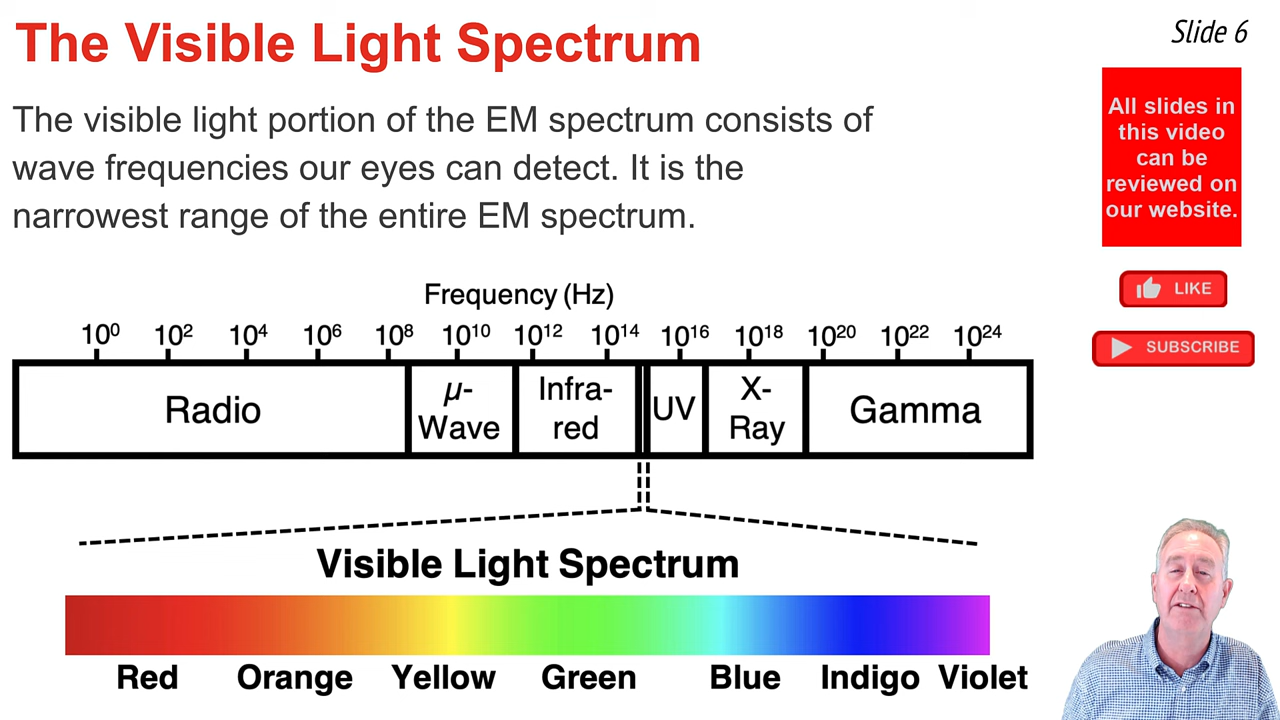 The Visible Light Spectrum
Slide 6
The visible light portion of the EM spectrum consists of
wave frequencies our eyes can detect. It is the
narrowest range of the entire EM spectrum.
All slides in
this video
can be
reviewed on
our website.
LIKE
SUBSCRIBE
Frequency (Hz)
10⁰ 10² 10⁴ 10⁶ 10⁸ 10¹⁰ 10¹² 10¹⁴ 10¹⁶ 10¹⁸ 10²⁰ 10²² 10²⁴
Radio
μ-
Wave
Infra-
red
UV
X-
Ray
Gamma
Visible Light Spectrum
Red Orange Yellow Green Blue Indigo Violet